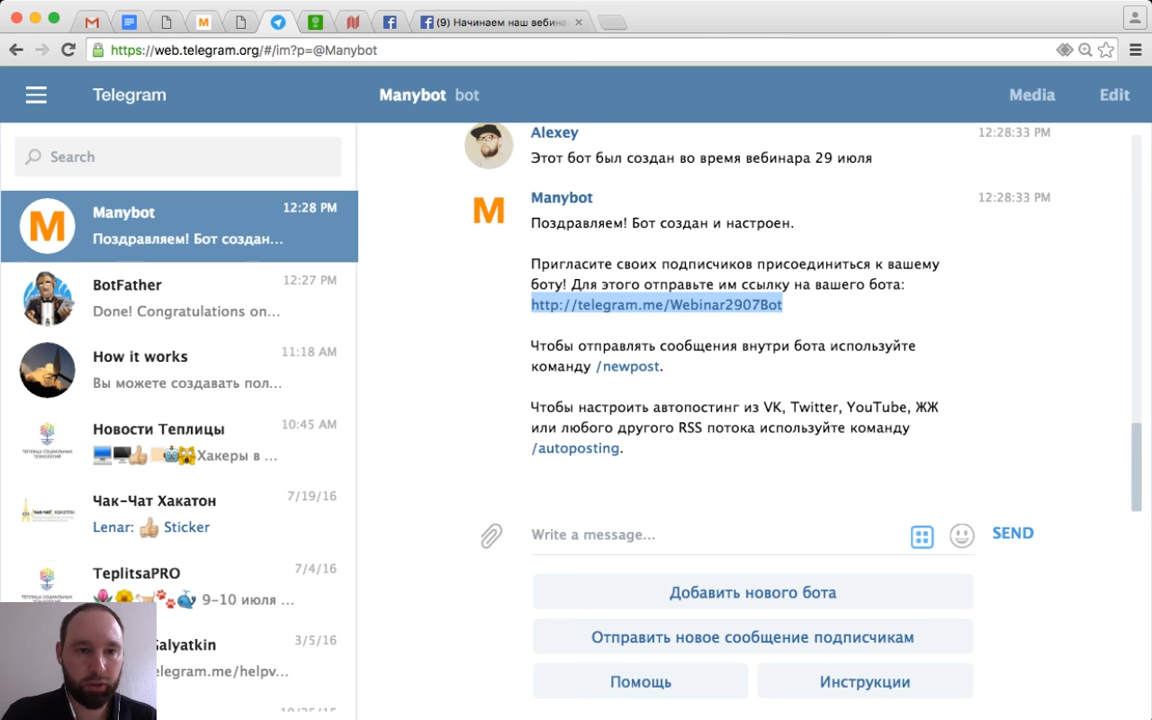 (9) Начинаем наш вебина
https://web.telegram.org/#/im?p=@Manybot
Telegram
Manybot bot
Media
Edit
Search
Manybot
12:28 PM
Поздравляем! Бот создан...
BotFather
12:27 PM
Done! Congratulations on...
How it works
11:18 AM
Вы можете создавать пол...
Новости Теплицы
10:45 AM
Хакеры в ...
Чак-Чат Хакатон
7/19/16
Lenar: Sticker
TeplitsaPRO
7/4/16
9-10 июля ...
Galyatkin
3/5/16
elegram.me/helpv...
Alexey
12:28:33 PM
Этот бот был создан во время вебинара 29 июля
Manybot
12:28:33 PM
Поздравляем! Бот создан и настроен.
Пригласите своих подписчиков присоединиться к вашему
боту! Для этого отправьте им ссылку на вашего бота:
http://telegram.me/Webinar2907Bot
Чтобы отправлять сообщения внутри бота используйте
команду /newpost.
Чтобы настроить автопостинг из VK, Twitter, YouTube, ЖЖ
или любого другого RSS потока используйте команду
/autoposting.
Write a message...
SEND
Добавить нового бота
Отправить новое сообщение подписчикам
Помощь
Инструкции